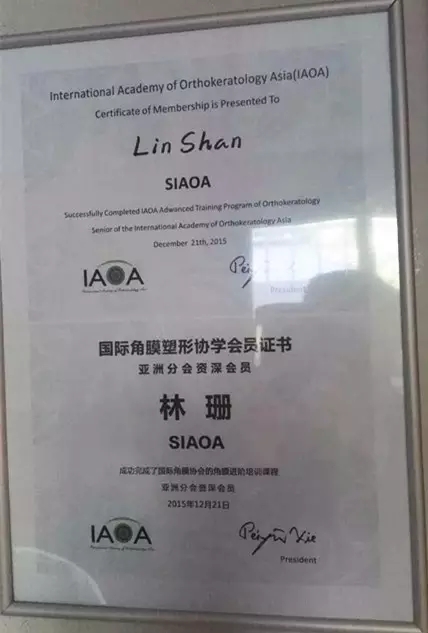 International Academy of Orthokeratology Asia(IAOA)
Certificate of Membership is Presented To
Lin Shan
SIAOA
Successfully Completed IAOA Advanced Training Program of Orthokeratology
Senior of the International Academy of Orthokeratology Asia
December 21th, 2015
IAOA
President
国际角膜塑形协学会员证书
亚洲分会资深会员
林 珊
SIAOA
成功完成了国际角膜协会的角膜进阶培训课程
亚洲分会资深会员
2015年12月21日
IAOA
President